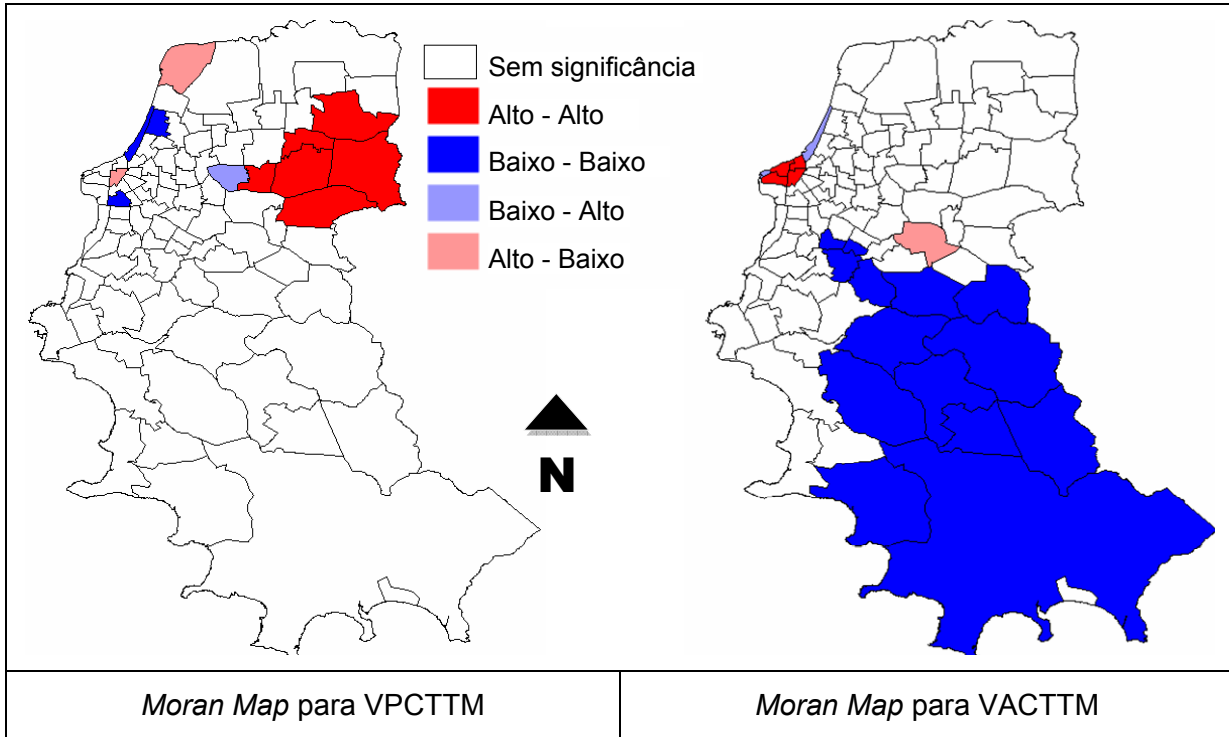 Sem significância
Alto - Alto
Baixo - Baixo
Baixo - Alto
Alto - Baixo
N
Moran Map para VPCTTM
Moran Map para VACTTM